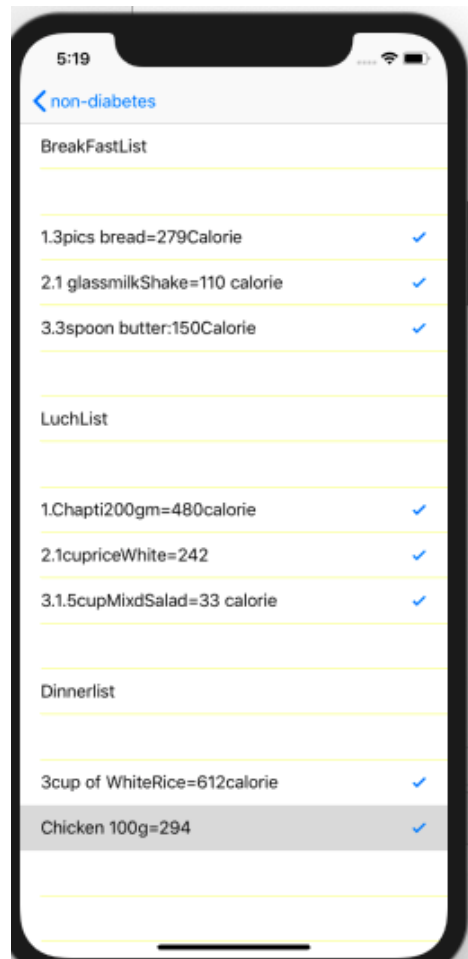 5:19
non-diabetes
BreakFastList
1.3pics bread=279Calorie
2.1 glassmilkShake=110 calorie
3.3spoon butter:150Calorie
LuchList
1.Chapti200gm=480calorie
2.1cupriceWhite=242
3.1.5cupMixdSalad=33 calorie
Dinnerlist
3cup of WhiteRice=612calorie
Chicken 100g=294